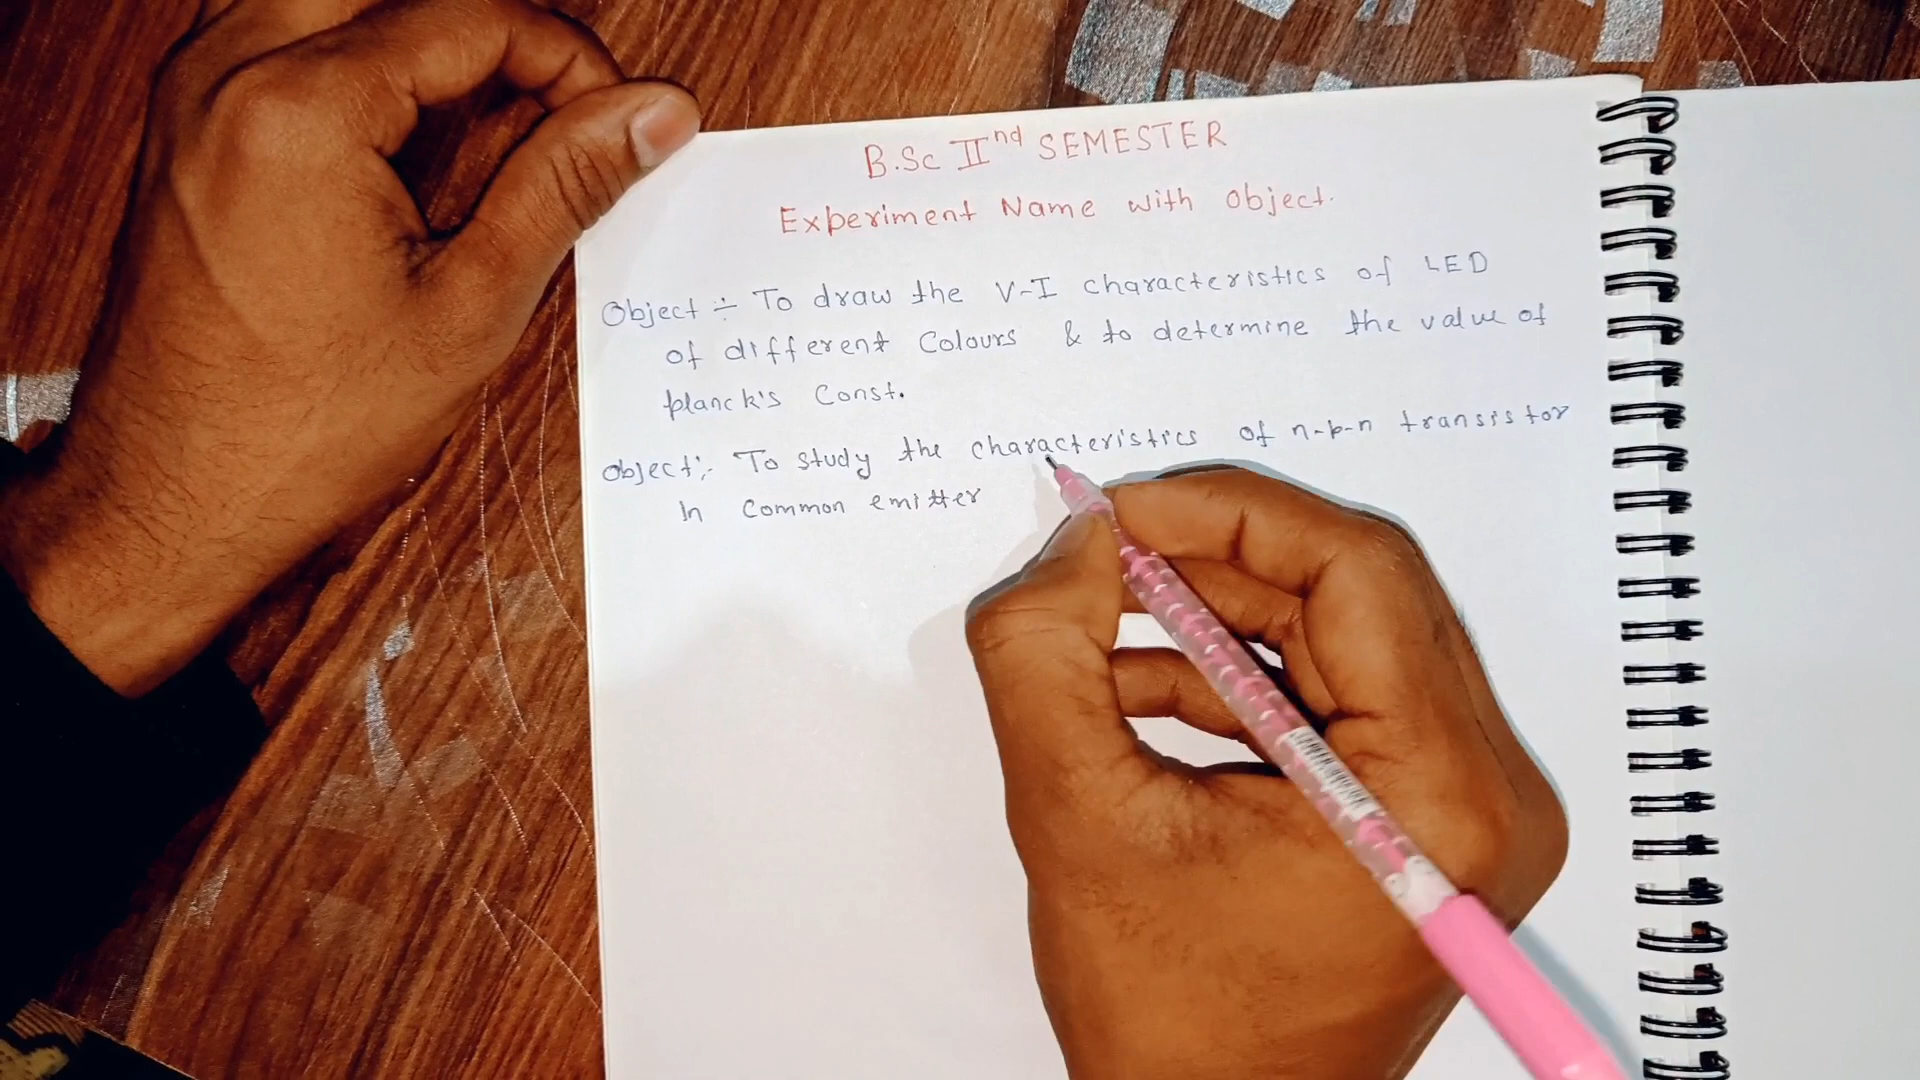 B.Sc IInd SEMESTER
Experiment Name with object.
Object ÷ To draw the V-I characteristics of LED
of different Colours & to determine the value of
planck's Const.
Object:- To study the characteristics of n-p-n transistor
In Common emitter